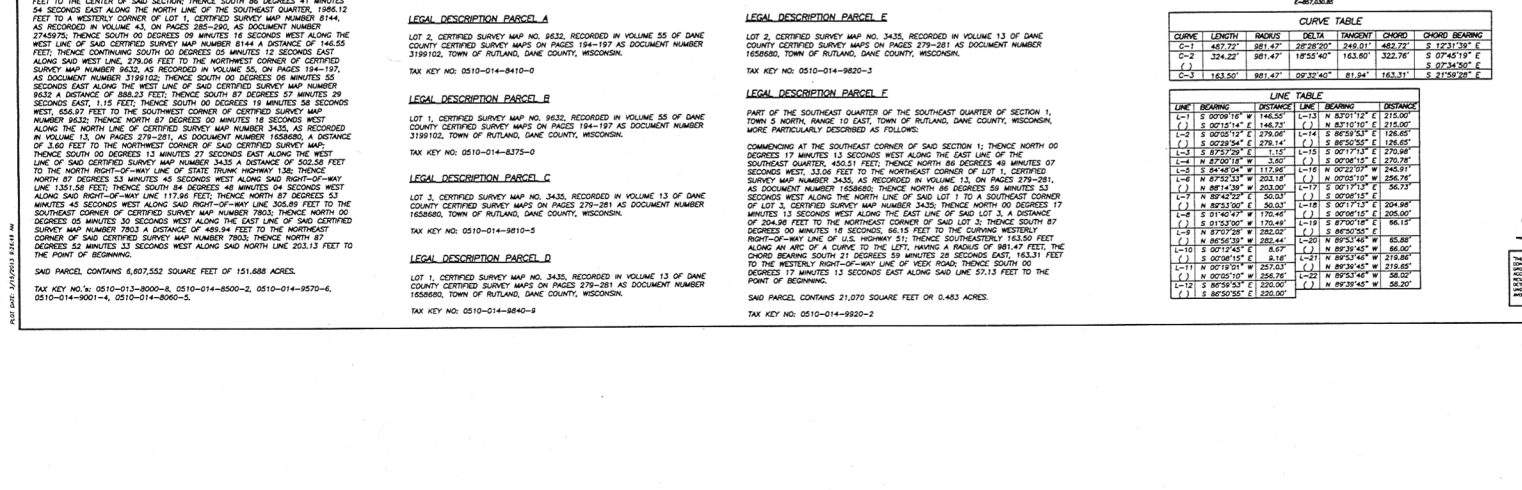 FEET TO THE CENTER OF SAID SECTION; THENCE SOUTH 86 DEGREES 41 MINUTES
54 SECONDS EAST ALONG THE NORTH LINE OF THE SOUTHEAST QUARTER, 1986.12
FEET TO A WESTERLY CORNER OF LOT 1, CERTIFIED SURVEY MAP NUMBER 8144,
AS RECORDED IN VOLUME 43, ON PAGES 285-290, AS DOCUMENT NUMBER
2745975; THENCE SOUTH 00 DEGREES 09 MINUTES 16 SECONDS WEST ALONG THE
WEST LINE OF SAID CERTIFIED SURVEY MAP NUMBER 8144 A DISTANCE OF 146.55
FEET; THENCE CONTINUING SOUTH 00 DEGREES 05 MINUTES 12 SECONDS EAST
ALONG SAID WEST LINE, 279.06 FEET TO THE NORTHWEST CORNER OF CERTIFIED
SURVEY MAP NUMBER 9632, AS RECORDED IN VOLUME 55, ON PAGES 194-197,
AS DOCUMENT NUMBER 3199102; THENCE SOUTH 00 DEGREES 06 MINUTES 55
SECONDS EAST ALONG THE WEST LINE OF SAID CERTIFIED SURVEY MAP NUMBER
9632 A DISTANCE OF 888.23 FEET; THENCE SOUTH 87 DEGREES 57 MINUTES 29
SECONDS EAST, 1.15 FEET; THENCE SOUTH 00 DEGREES 19 MINUTES 58 SECONDS
WEST, 656.97 FEET TO THE SOUTHWEST CORNER OF CERTIFIED SURVEY MAP
NUMBER 9632; THENCE NORTH 87 DEGREES 00 MINUTES 18 SECONDS WEST
ALONG THE NORTH LINE OF CERTIFIED SURVEY MAP NUMBER 3435, AS RECORDED
IN VOLUME 13, ON PAGES 279-281, AS DOCUMENT NUMBER 1658680, A DISTANCE
OF 3.60 FEET TO THE NORTHWEST CORNER OF SAID CERTIFIED SURVEY MAP;
THENCE SOUTH 00 DEGREES 13 MINUTES 27 SECONDS EAST ALONG THE WEST
LINE OF SAID CERTIFIED SURVEY MAP NUMBER 3435 A DISTANCE OF 502.58 FEET
TO THE NORTH RIGHT-OF-WAY LINE OF STATE TRUNK HIGHWAY 138; THENCE
NORTH 87 DEGREES 53 MINUTES 45 SECONDS WEST ALONG SAID RIGHT-OF-WAY
LINE 1351.58 FEET; THENCE SOUTH 84 DEGREES 48 MINUTES 04 SECONDS WEST
ALONG SAID RIGHT-OF-WAY LINE 117.96 FEET; THENCE NORTH 87 DEGREES 53
MINUTES 45 SECONDS WEST ALONG SAID RIGHT-OF-WAY LINE 305.89 FEET TO THE
SOUTHEAST CORNER OF CERTIFIED SURVEY MAP NUMBER 7803; THENCE NORTH 00
DEGREES 05 MINUTES 30 SECONDS WEST ALONG THE EAST LINE OF SAID CERTIFIED
SURVEY MAP NUMBER 7803 A DISTANCE OF 489.94 FEET TO THE NORTHEAST
CORNER OF SAID CERTIFIED SURVEY MAP NUMBER 7803; THENCE NORTH 87
DEGREES 52 MINUTES 33 SECONDS WEST ALONG SAID NORTH LINE 203.13 FEET TO
THE POINT OF BEGINNING.
SAID PARCEL CONTAINS 6,607,552 SQUARE FEET OF 151.688 ACRES.
TAX KEY NO.'s: 0510-013-8000-8, 0510-014-8500-2, 0510-014-9570-6,
0510-014-9001-4, 0510-014-8060-5.
PLOT DATE: 3/15/2013 9:26:49 AM
LEGAL DESCRIPTION PARCEL A
LOT 2, CERTIFIED SURVEY MAP NO. 9632, RECORDED IN VOLUME 55 OF DANE
COUNTY CERTIFIED SURVEY MAPS ON PAGES 194-197 AS DOCUMENT NUMBER
3199102, TOWN OF RUTLAND, DANE COUNTY, WISCONSIN.
TAX KEY NO: 0510-014-8410-0
LEGAL DESCRIPTION PARCEL B
LOT 1, CERTIFIED SURVEY MAP NO. 9632, RECORDED IN VOLUME 55 OF DANE
COUNTY CERTIFIED SURVEY MAPS ON PAGES 194-197 AS DOCUMENT NUMBER
3199102, TOWN OF RUTLAND, DANE COUNTY, WISCONSIN.
TAX KEY NO: 0510-014-8375-0
LEGAL DESCRIPTION PARCEL C
LOT 3, CERTIFIED SURVEY MAP NO. 3435, RECORDED IN VOLUME 13 OF DANE
COUNTY CERTIFIED SURVEY MAPS ON PAGES 279-281 AS DOCUMENT NUMBER
1658680, TOWN OF RUTLAND, DANE COUNTY, WISCONSIN.
TAX KEY NO: 0510-014-9810-5
LEGAL DESCRIPTION PARCEL D
LOT 1, CERTIFIED SURVEY MAP NO. 3435, RECORDED IN VOLUME 13 OF DANE
COUNTY CERTIFIED SURVEY MAPS ON PAGES 279-281 AS DOCUMENT NUMBER
1658680, TOWN OF RUTLAND, DANE COUNTY, WISCONSIN.
TAX KEY NO: 0510-014-9840-9
LEGAL DESCRIPTION PARCEL E
LOT 2, CERTIFIED SURVEY MAP NO. 3435, RECORDED IN VOLUME 13 OF DANE
COUNTY CERTIFIED SURVEY MAPS ON PAGES 279-281 AS DOCUMENT NUMBER
1658680, TOWN OF RUTLAND, DANE COUNTY, WISCONSIN.
TAX KEY NO: 0510-014-9820-3
LEGAL DESCRIPTION PARCEL F
PART OF THE SOUTHEAST QUARTER OF THE SOUTHEAST QUARTER OF SECTION 1,
TOWN 5 NORTH, RANGE 10 EAST, TOWN OF RUTLAND, DANE COUNTY, WISCONSIN,
MORE PARTICULARLY DESCRIBED AS FOLLOWS:
COMMENCING AT THE SOUTHEAST CORNER OF SAID SECTION 1; THENCE NORTH 00
DEGREES 17 MINUTES 13 SECONDS WEST ALONG THE EAST LINE OF THE
SOUTHEAST QUARTER, 450.51 FEET; THENCE NORTH 86 DEGREES 49 MINUTES 07
SECONDS WEST, 33.06 FEET TO THE NORTHEAST CORNER OF LOT 1, CERTIFIED
SURVEY MAP NUMBER 3435, AS RECORDED IN VOLUME 13, ON PAGES 279-281,
AS DOCUMENT NUMBER 1658680; THENCE NORTH 86 DEGREES 59 MINUTES 53
SECONDS WEST ALONG THE NORTH LINE OF SAID LOT 1 TO A SOUTHEAST CORNER
OF LOT 3, CERTIFIED SURVEY MAP NUMBER 3435; THENCE NORTH 00 DEGREES 17
MINUTES 13 SECONDS WEST ALONG THE EAST LINE OF SAID LOT 3, A DISTANCE
OF 204.98 FEET TO THE NORTHEAST CORNER OF SAID LOT 3; THENCE SOUTH 87
DEGREES 00 MINUTES 18 SECONDS, 66.15 FEET TO THE CURVING WESTERLY
RIGHT-OF-WAY LINE OF U.S. HIGHWAY 51; THENCE SOUTHEASTERLY 163.50 FEET
ALONG AN ARC OF A CURVE TO THE LEFT, HAVING A RADIUS OF 981.47 FEET, THE
CHORD BEARING SOUTH 21 DEGREES 59 MINUTES 28 SECONDS EAST, 163.31 FEET
TO THE WESTERLY RIGHT-OF-WAY LINE OF VEEK ROAD; THENCE SOUTH 00
DEGREES 17 MINUTES 13 SECONDS EAST ALONG SAID LINE 57.13 FEET TO THE
POINT OF BEGINNING.
SAID PARCEL CONTAINS 21,070 SQUARE FEET OR 0.483 ACRES.
TAX KEY NO: 0510-014-9920-2
E=857,030.85
CURVE TABLE
CURVE LENGTH RADIUS DELTA TANGENT CHORD CHORD BEARING
C-1 487.72' 981.47' 28°28'20" 249.01' 482.72' S 12°31'39" E
C-2 324.22' 981.47' 18°55'40" 163.60' 322.76' S 07°45'19" E
( ) S 07°34'50" E
C-3 163.50' 981.47' 09°32'40" 81.94' 163.31' S 21°59'28" E
LINE TABLE
LINE BEARING DISTANCE LINE BEARING DISTANCE
L-1 S 00°09'16" W 146.55' L-13 N 83°01'12" E 215.00'
( ) S 00°15'14" E 146.73' ( ) N 83°10'10" E 215.00'
L-2 S 00°05'12" E 279.06' L-14 S 86°59'53" E 126.65'
( ) S 00°29'54" E 279.14' ( ) S 86°50'55" E 126.65'
L-3 S 87°57'29" E 1.15' L-15 S 00°17'13" E 270.98'
L-4 N 87°00'18" W 3.60' ( ) S 00°08'15" E 270.78'
L-5 S 84°48'04" W 117.96' L-16 N 00°22'07" W 245.91'
L-6 N 87°52'33" W 203.18' ( ) N 00°05'10" W 256.76'
( ) N 88°14'39" W 203.00' L-17 S 00°17'13" E 56.73'
L-7 N 89°42'22" W 50.03' ( ) S 00°08'15" E
( ) N 89°53'00" E 50.03' L-18 S 00°17'13" E 204.98'
L-8 S 01°40'47" W 170.46' ( ) S 00°08'15" E 205.00'
( ) S 01°53'00" W 170.49' L-19 S 87°00'18" E 66.15'
L-9 N 87°07'28" W 282.02' ( ) S 86°50'55" E
( ) N 86°56'39" W 282.44' L-20 N 89°53'46" W 65.88'
L-10 S 00°12'45" E 8.67' ( ) N 89°39'45" W 66.00'
( ) S 00°08'15" E 9.18' L-21 N 89°53'46" W 219.86'
L-11 N 00°19'01" W 257.03' ( ) N 89°39'45" W 219.65'
( ) N 00°05'10" W 256.76' L-22 N 89°53'46" W 58.02'
L-12 S 86°59'53" E 220.00' ( ) N 89°39'45" W 58.20'
( ) S 86°50'55" E 220.00'